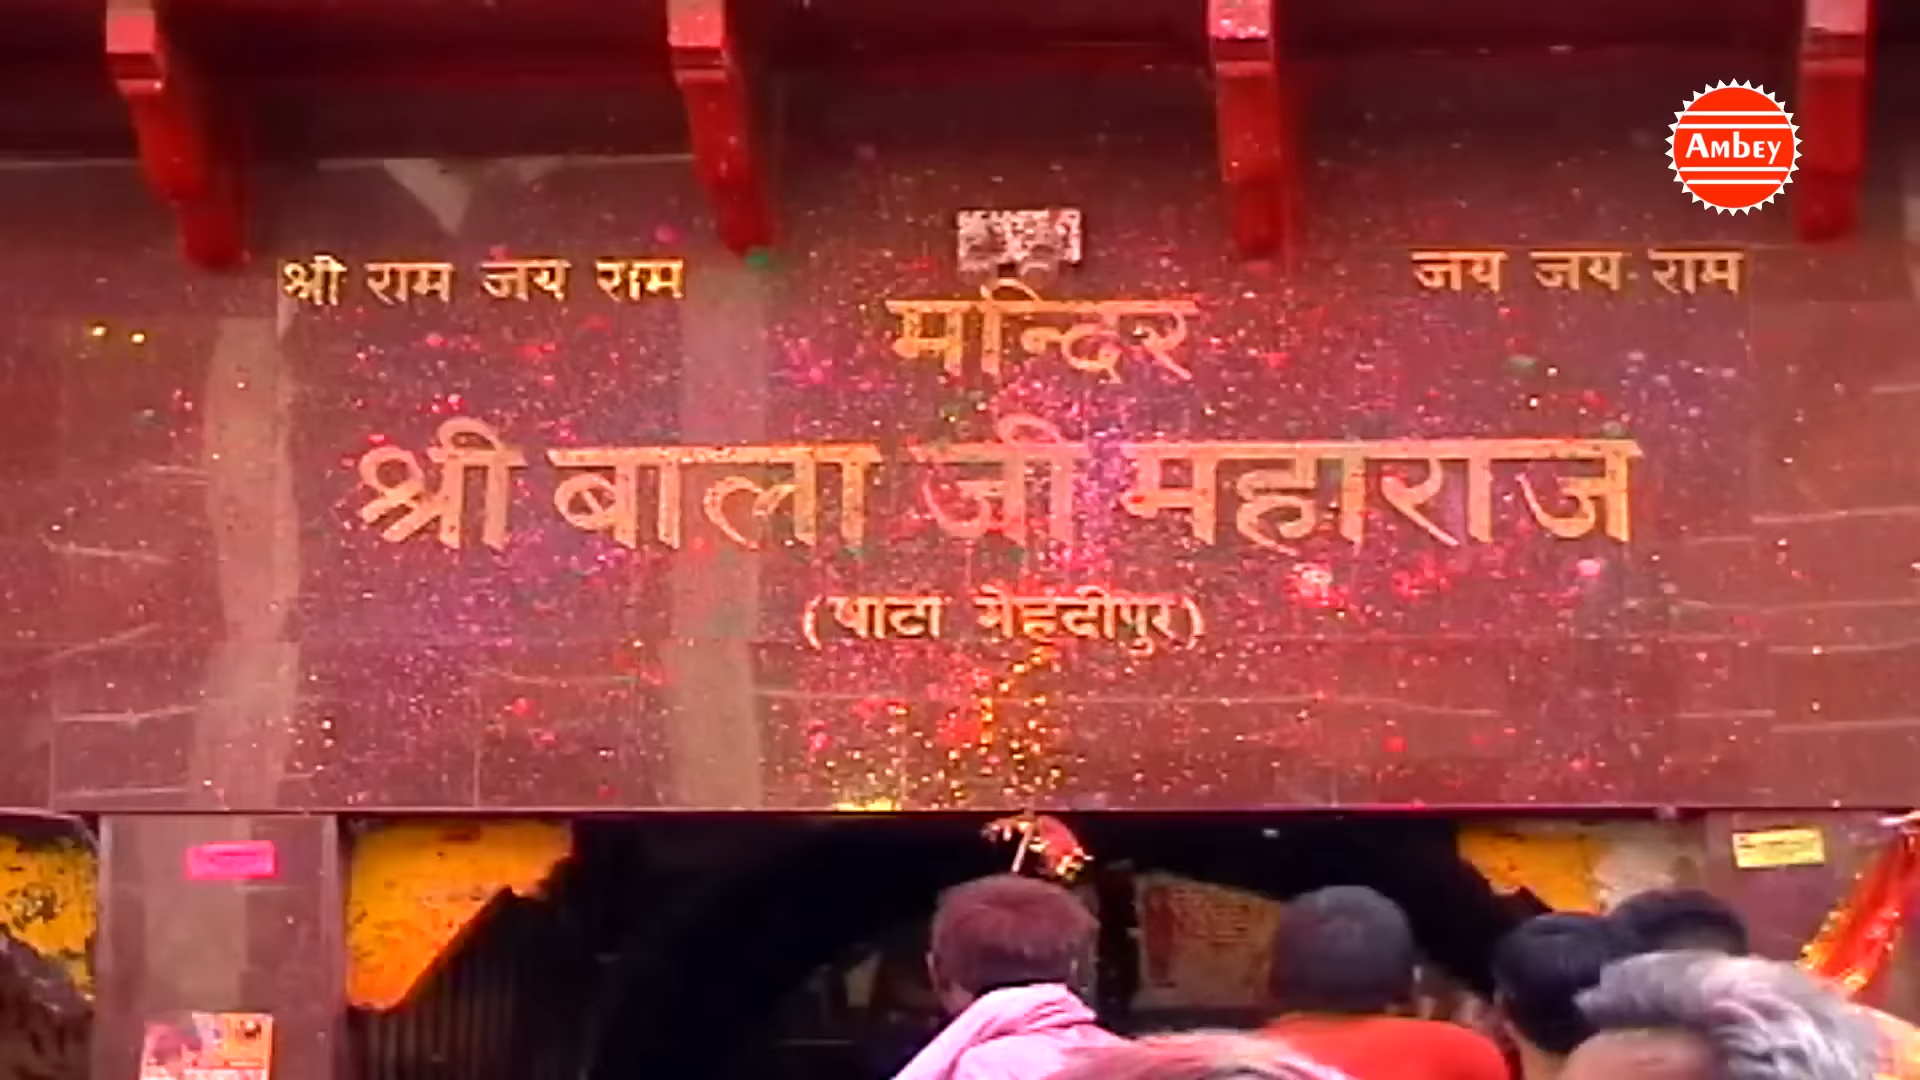 AMBEY
श्री राम जय राम
जय जय राम
मन्दिर
श्री बाला जी महाराज
(घाटा मेहदीपुर)